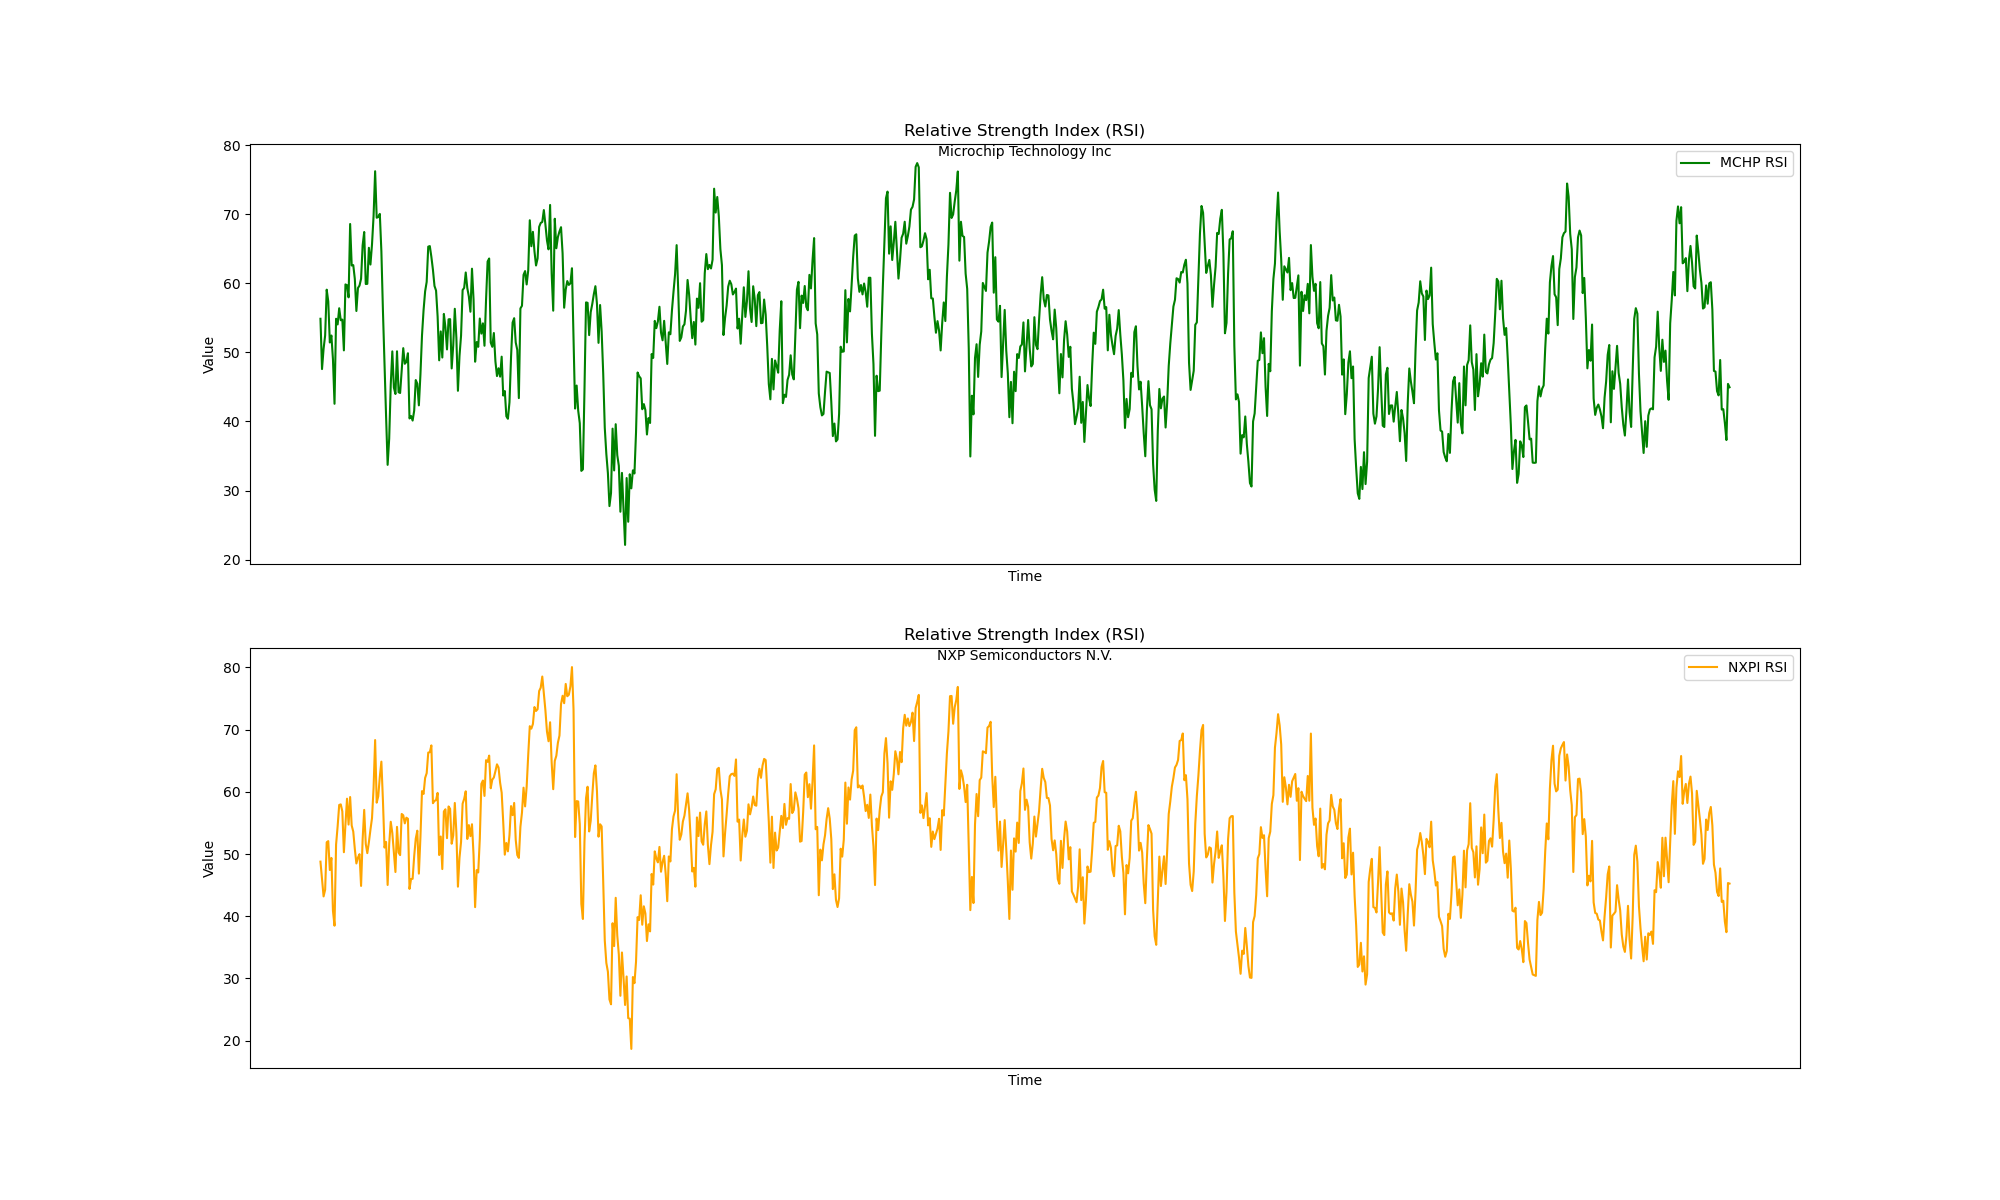 Relative Strength Index (RSI)
Microchip Technology Inc
MCHP RSI
80
70
60
50
40
30
20
Value
Time
Relative Strength Index (RSI)
NXP Semiconductors N.V.
NXPI RSI
80
70
60
50
40
30
20
Value
Time